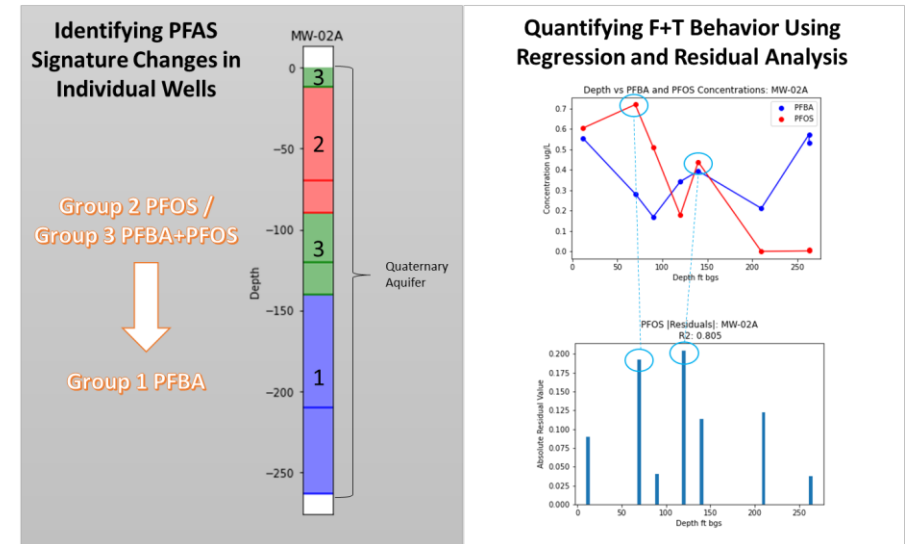 Identifying PFAS
Signature Changes in
Individual Wells
Group 2 PFOS /
Group 3 PFBA+PFOS
Group 1 PFBA
MW-02A
Depth
0
−50
−100
−150
−200
−250
3
2
3
1
Quaternary
Aquifer
Quantifying F+T Behavior Using
Regression and Residual Analysis
Depth vs PFBA and PFOS Concentrations: MW-02A
PFBA
PFOS
Concentration ug/L
0.7
0.6
0.5
0.4
0.3
0.2
0.1
0.0
0 50 100 150 200 250
Depth ft bgs
PFOS |Residuals|: MW-02A
R2: 0.805
Absolute Residual Value
0.200
0.175
0.150
0.125
0.100
0.075
0.050
0.025
0.000
0 50 100 150 200 250
Depth ft bgs